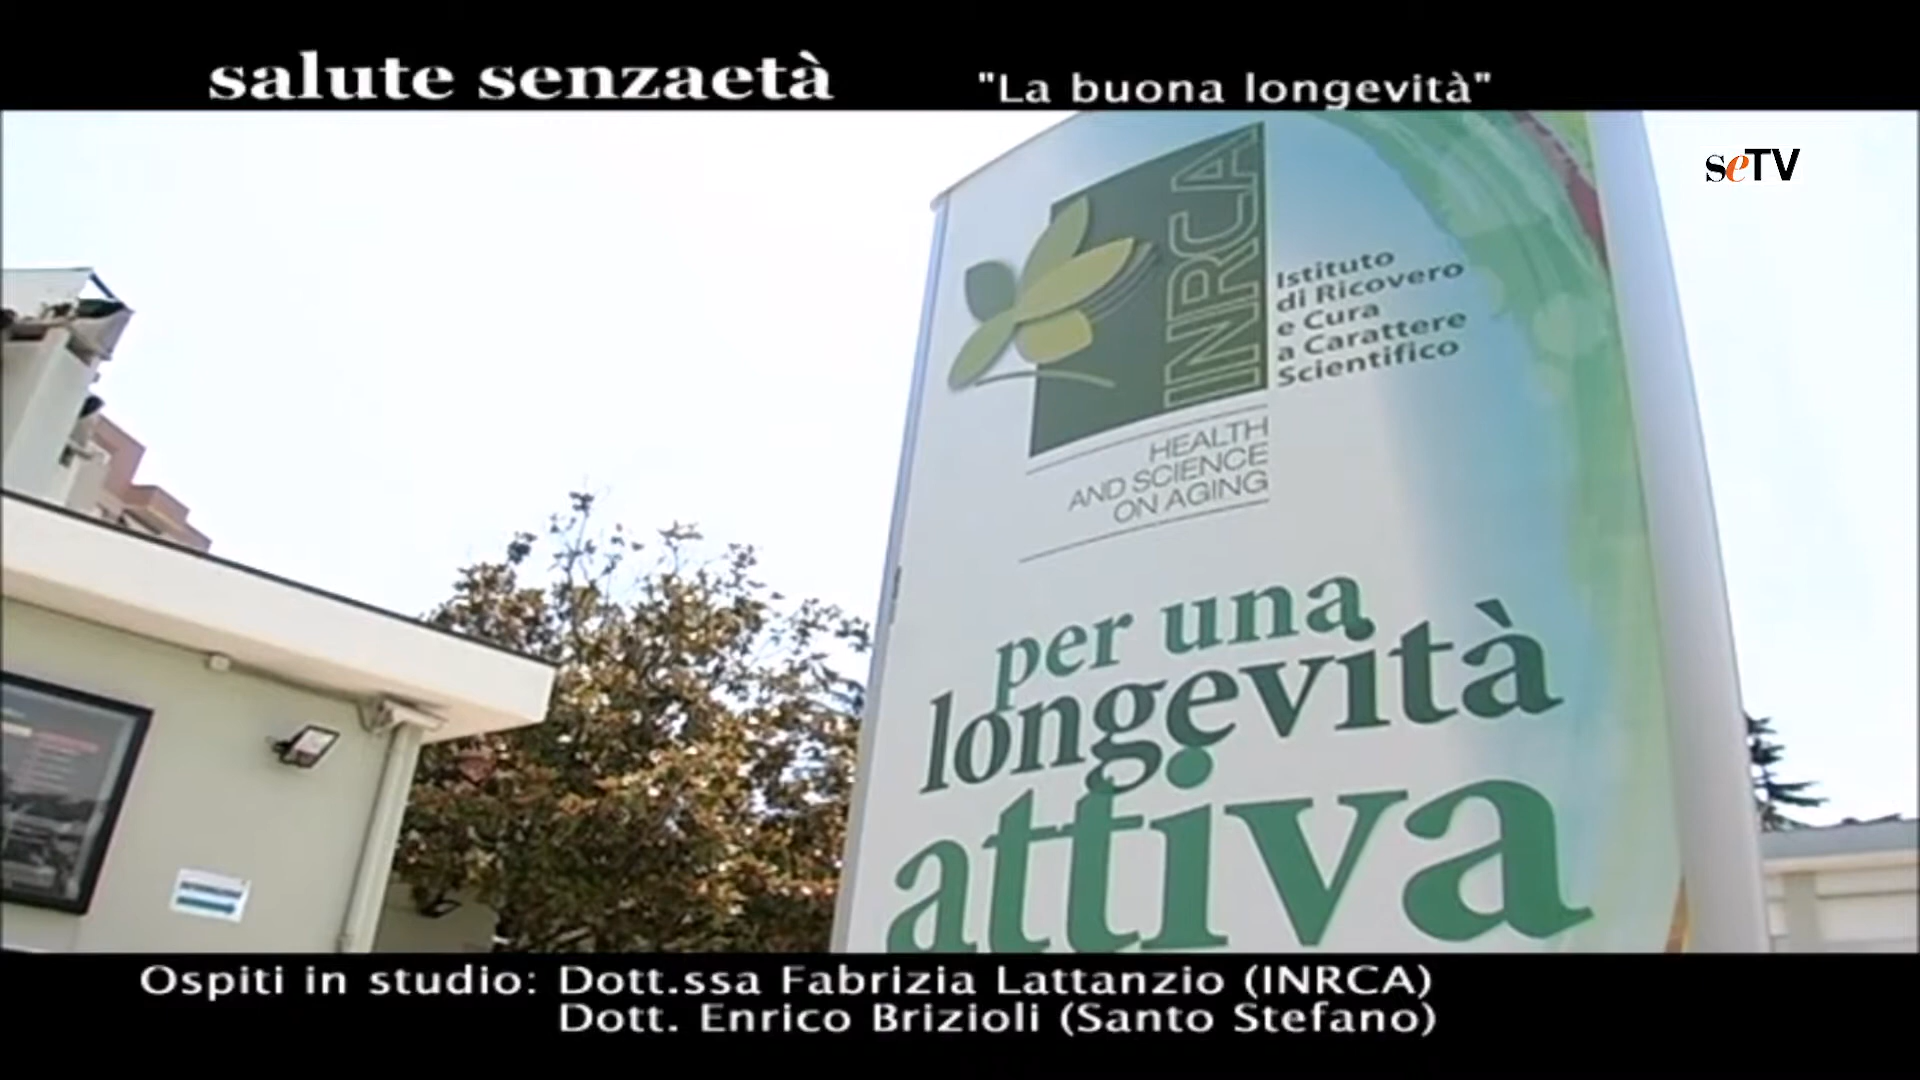 salute senzaetà
"La buona longevità"
seTV
INRCA
Istituto
di Ricovero
e Cura
a Carattere
Scientifico
HEALTH
AND SCIENCE
ON AGING
per una
longevità
attiva
Ospiti in studio: Dott.ssa Fabrizia Lattanzio (INRCA)
Dott. Enrico Brizioli (Santo Stefano)